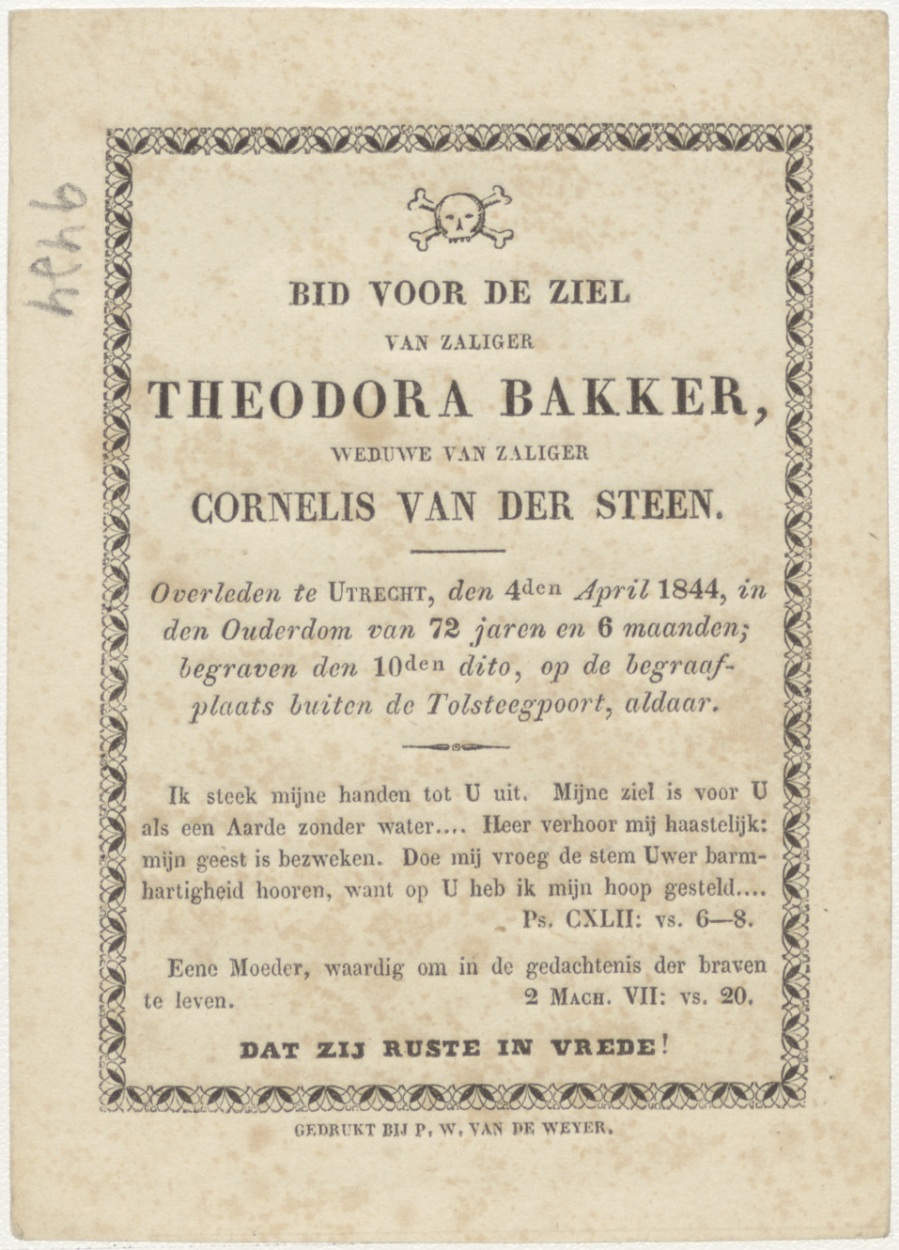 BID VOOR DE ZIEL
VAN ZALIGER
THEODORA BAKKER,
WEDUWE VAN ZALIGER
CORNELIS VAN DER STEEN.
Overleden te UTRECHT, den 4den April 1844, in
den Ouderdom van 72 jaren en 6 maanden;
begraven den 10den dito, op de begraaf-
plaats buiten de Tolsteegpoort, aldaar.
Ik steek mijne handen tot U uit. Mijne ziel is voor U
als een Aarde zonder water.... Heer verhoor mij haastelijk:
mijn geest is bezweken. Doe mij vroeg de stem Uwer barm-
hartigheid hooren, want op U heb ik mijn hoop gesteld....
Ps. CXLII: vs. 6—8.
Eene Moeder, waardig om in de gedachtenis der braven
te leven. 2 MACH. VII: vs. 20.
DAT ZIJ RUSTE IN VREDE!
GEDRUKT BIJ P. W. VAN DE WEYER.